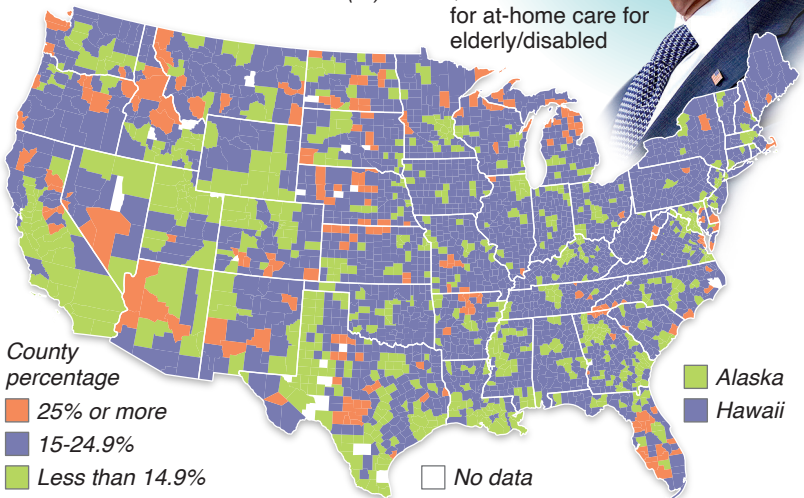 for at-home care for
elderly/disabled
County
percentage
25% or more
15-24.9%
Less than 14.9%
No data
Alaska
Hawaii